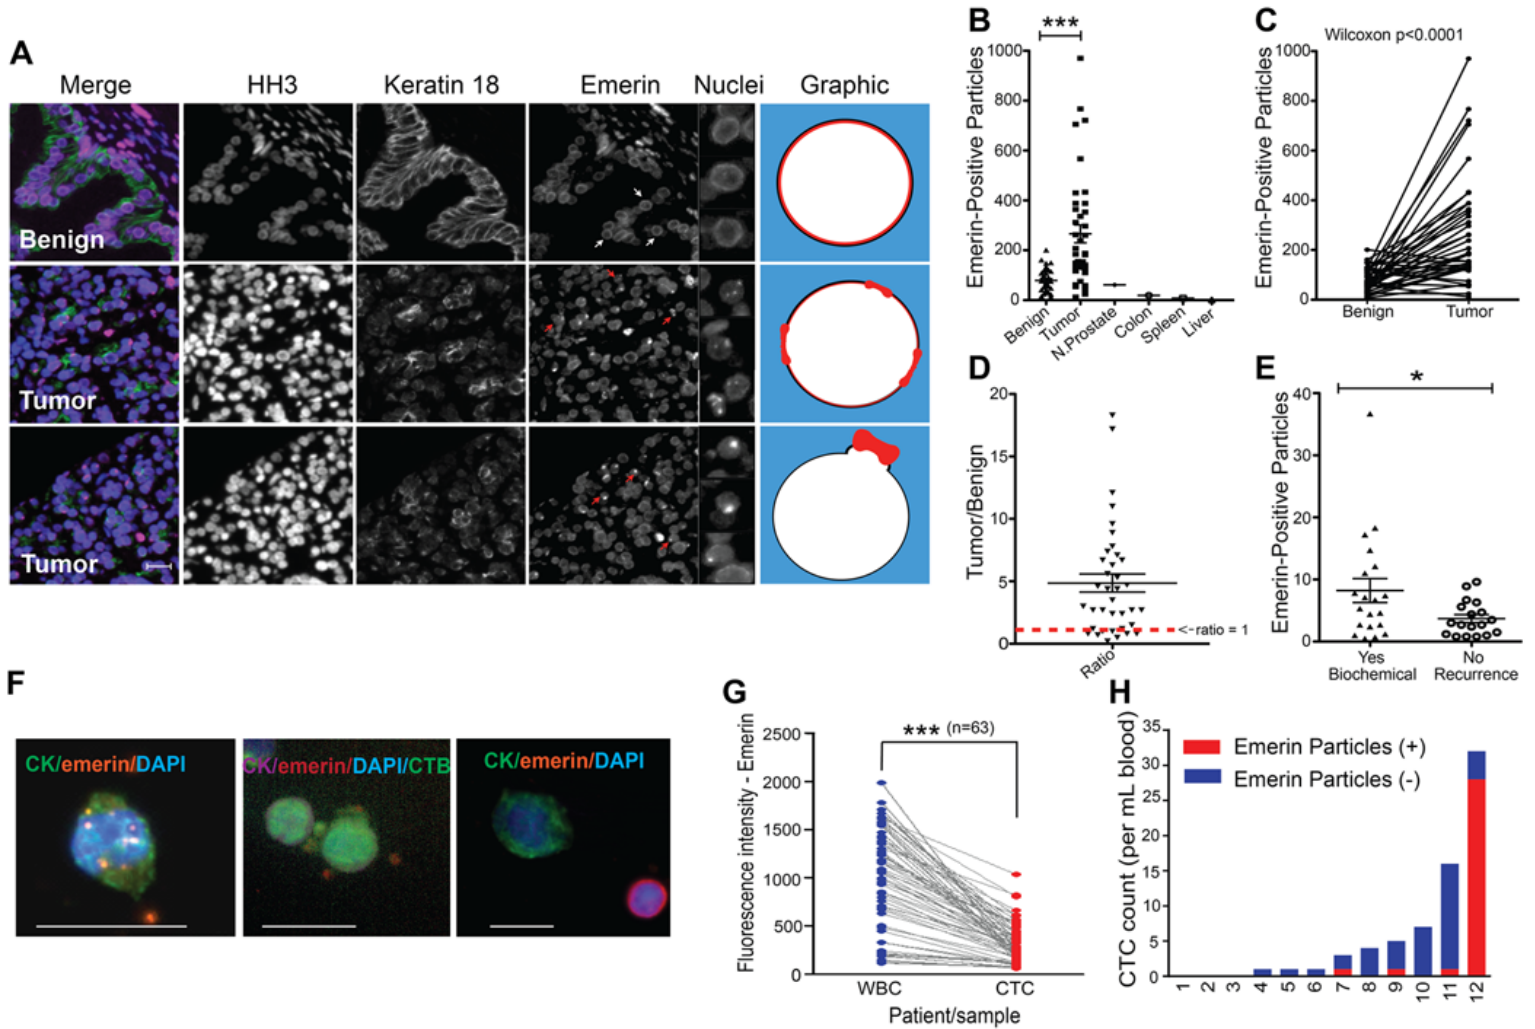 A
Merge HH3 Keratin 18 Emerin Nuclei Graphic
Benign
Tumor
Tumor
B
***
Emerin-Positive Particles
1000
800
600
400
200
0
Benign
Tumor
N.Prostate
Colon
Spleen
Liver
C
Wilcoxon p<0.0001
Emerin-Positive Particles
1000
800
600
400
200
0
Benign Tumor
D
Tumor/Benign
20
15
10
5
0
<-ratio = 1
Ratio
E
*
Emerin-Positive Particles
40
30
20
10
0
Yes No
Biochemical Recurrence
F
CK/emerin/DAPI
CK/emerin/DAPI/CTB
CK/emerin/DAPI
G
*** (n=63)
Fluorescence intensity - Emerin
2500
2000
1500
1000
500
0
WBC CTC
Patient/sample
H
CTC count (per mL blood)
35
30
25
30
15
10
5
0
Emerin Particles (+)
Emerin Particles (-)
1 2 3 4 5 6 7 8 9 10 11 12